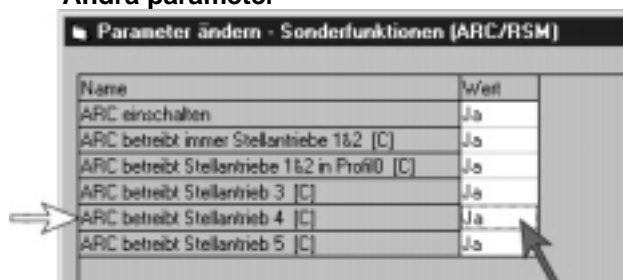 Ändra parameter
Parameter ändern - Sonderfunktionen (ARC/RSM)
Name Wert
ARC einschalten Ja
ARC betreibt immer Stellantriebe 1&2 [C] Ja
ARC betreibt Stellantriebe 1&2 in Profil0 [C] Ja
ARC betreibt Stellantrieb 3 [C] Ja
ARC betreibt Stellantrieb 4 [C] Ja
ARC betreibt Stellantrieb 5 [C] Ja